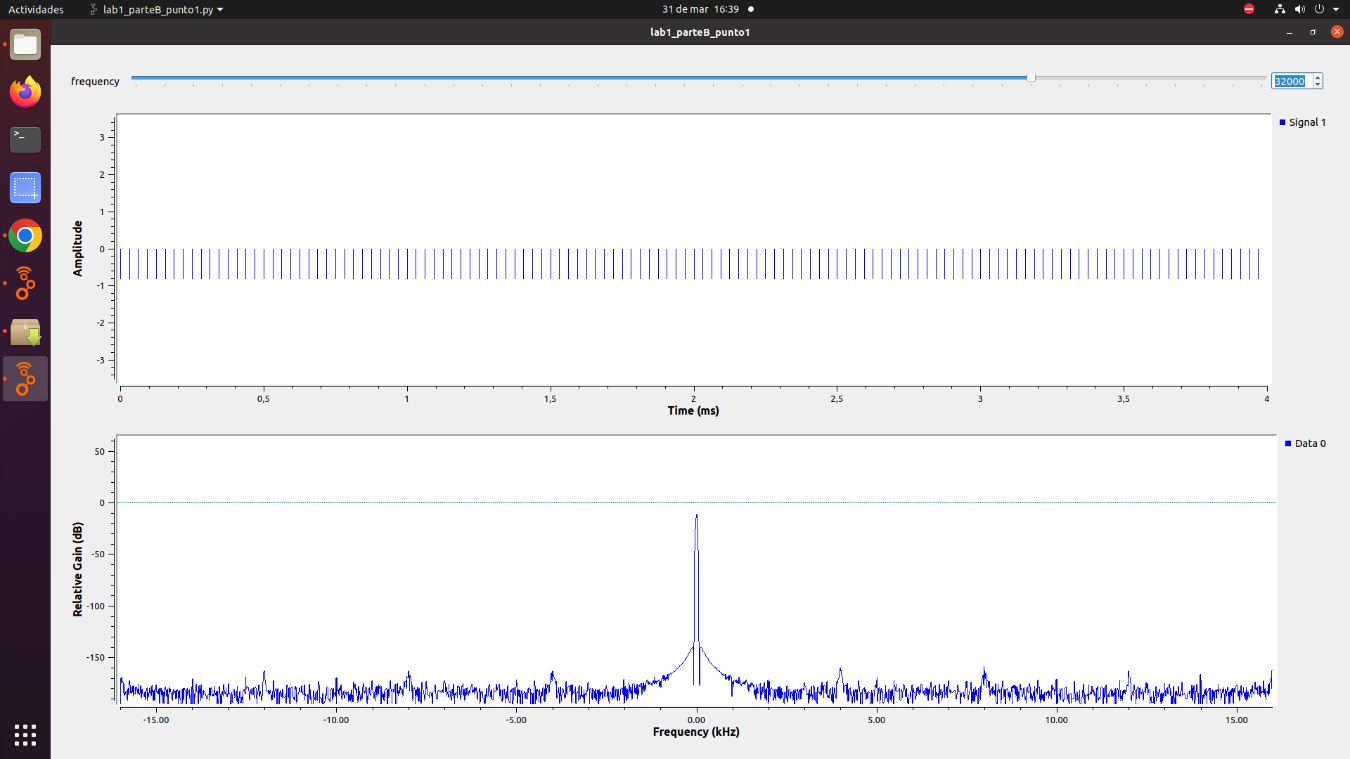 Actividades lab1_parteB_punto1.py 31 de mar 16:39
lab1_parteB_punto1
frequency 32000
Signal 1
3
2
1
0
-1
-2
-3
Amplitude
0 0,5 1 1,5 2 2,5 3 3,5 4
Time (ms)
Data 0
50
0
-50
-100
-150
Relative Gain (dB)
-15.00 -10.00 -5.00 0.00 5.00 10.00 15.00
Frequency (kHz)